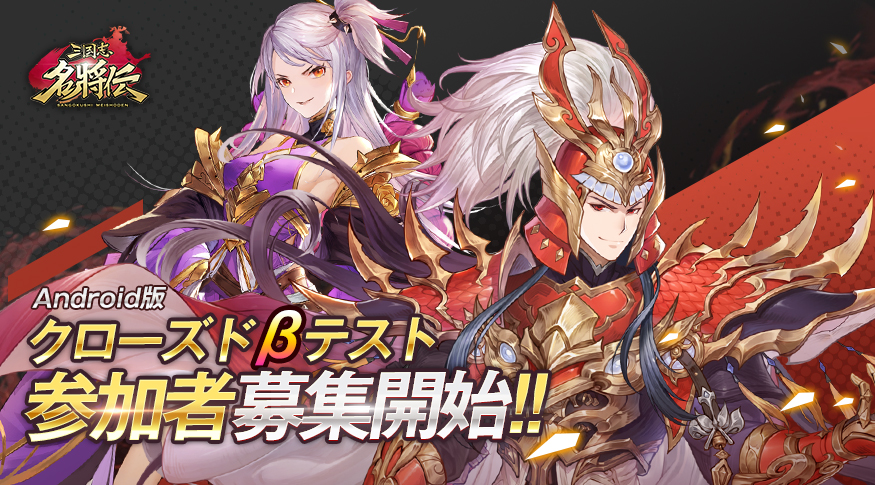 三国志
名将伝
SANGOKUSHI MEISHODEN
Android版
クローズドβテスト
参加者募集開始!!